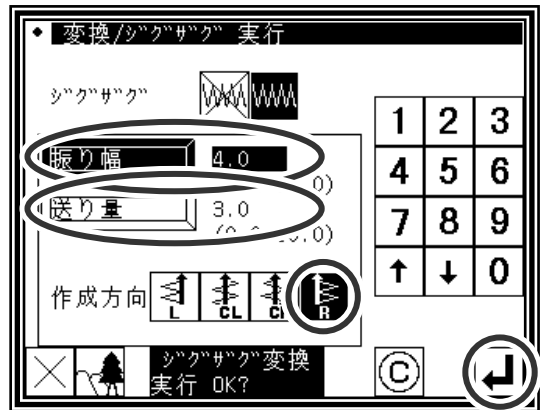 変換/ジグザグ 実行
ジグザグ
振り幅 4.0
0)
送り量 3.0
.0)
作成方向 L CL R
ジグザグ変換
実行 OK?
1 2 3
4 5 6
7 8 9
↑ ↓ 0
C